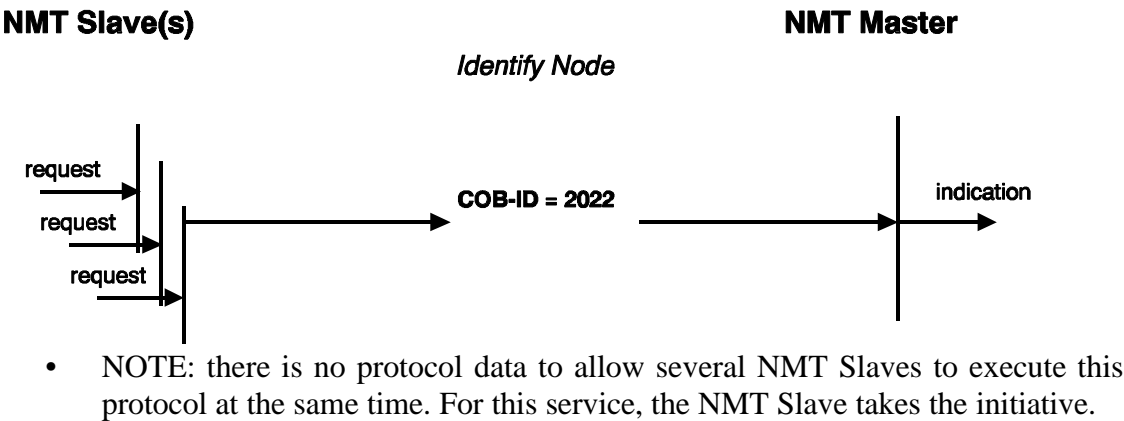 NMT Slave(s) NMT Master
Identify Node
request
COB-ID = 2022
indication
request
request
• NOTE: there is no protocol data to allow several NMT Slaves to execute this
protocol at the same time. For this service, the NMT Slave takes the initiative.